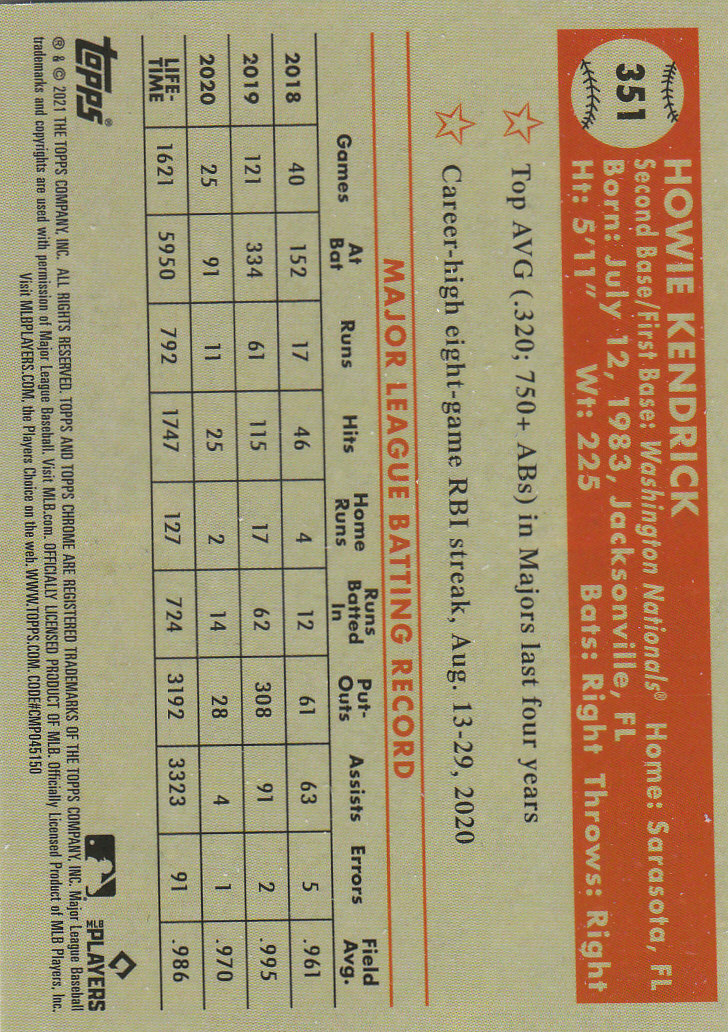 351
HOWIE KENDRICK
Second Base/First Base: Washington Nationals® Home: Sarasota, FL
Born: July 12, 1983, Jacksonville, FL
Ht: 5'11" Wt: 225 Bats: Right Throws: Right
Top AVG (.320; 750+ ABs) in Majors last four years
Career-high eight-game RBI streak, Aug. 13-29, 2020
MAJOR LEAGUE BATTING RECORD
Games At Bat Runs Hits Home Runs Runs Batted In Put-Outs Assists Errors Field Avg.
2018 40 152 17 46 4 12 61 63 5 .961
2019 121 334 61 115 17 62 308 91 2 .995
2020 25 91 11 25 2 14 28 4 1 .970
LIFE-TIME 1621 5950 792 1747 127 724 3192 3323 91 .986
topps®
THE PLAYERS
® & © 2021 THE TOPPS COMPANY, INC. ALL RIGHTS RESERVED. TOPPS AND TOPPS CHROME ARE REGISTERED TRADEMARKS OF THE TOPPS COMPANY, INC. Major League Baseball
trademarks and copyrights are used with permission of Major League Baseball. Visit MLB.com. OFFICIALLY LICENSED PRODUCT OF MLB. Officially Licensed Product of MLB Players, Inc.
Visit MLBPLAYERS.COM, the Players Choice on the web. WWW.TOPPS.COM. CODE#CMP045150